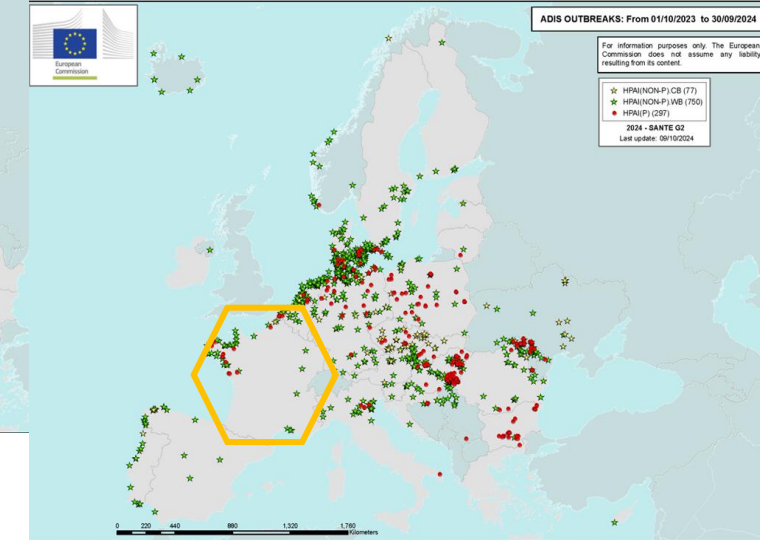 European
Commission
ADIS OUTBREAKS: From 01/10/2023 to 30/09/2024
For information purposes only. The European
Commission does not assume any liability
resulting from its content.
HPAI(NON-P).CB (77)
HPAI(NON-P).WB (750)
HPAI(P) (297)
2024 - SANTE G2
Last update: 09/10/2024
0 220 440 880 1,320 1,760
Kilometers